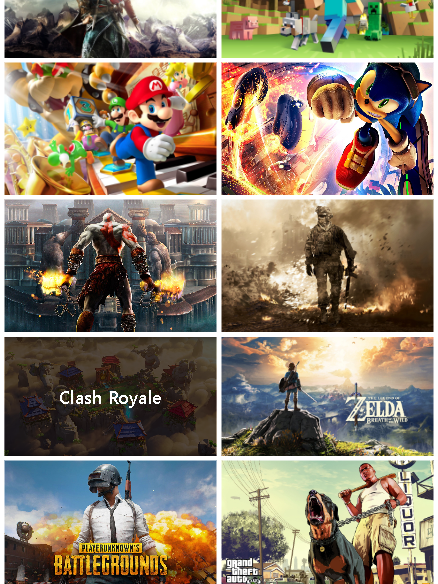 Clash Royale
THE LEGEND OF
ZELDA
BREATH OF THE WILD
PLAYERUNKNOWN'S
BATTLEGROUNDS
LIQUOR
grand
theft
auto